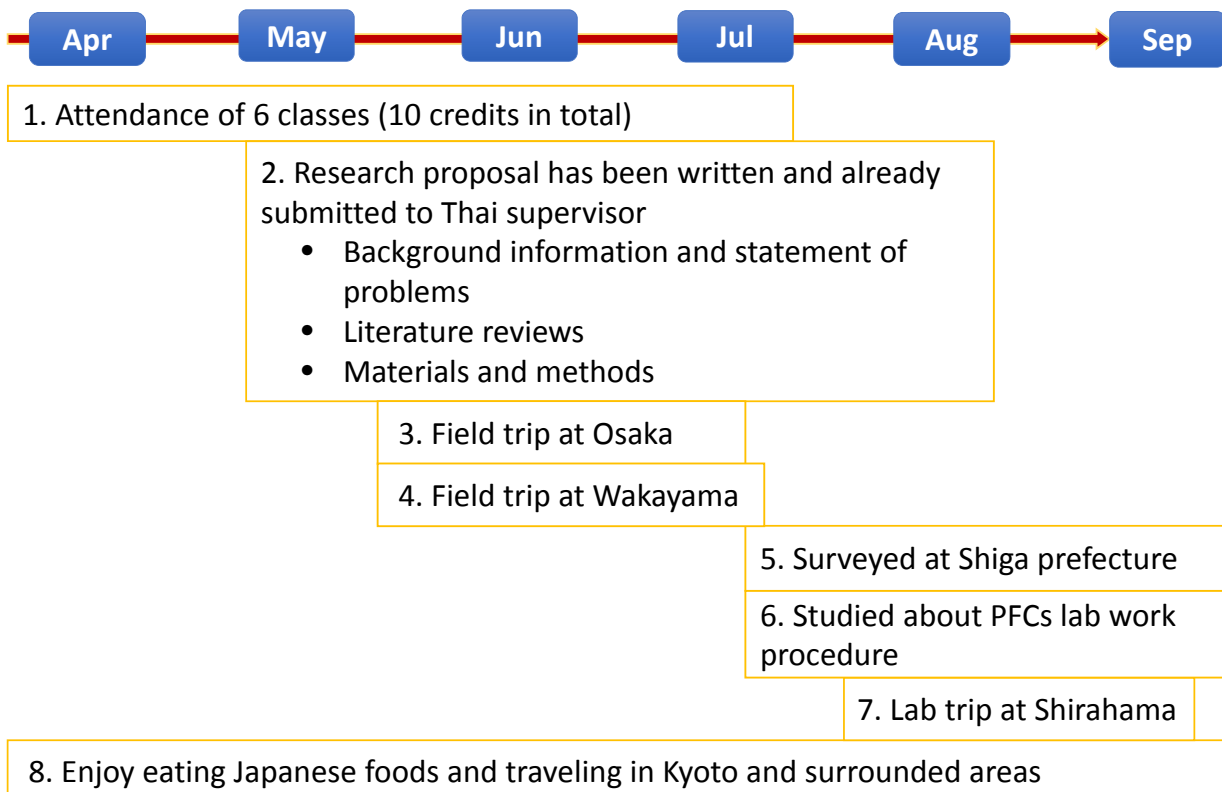 Apr May Jun Jul Aug Sep
1. Attendance of 6 classes (10 credits in total)
2. Research proposal has been written and already
submitted to Thai supervisor
• Background information and statement of
problems
• Literature reviews
• Materials and methods
3. Field trip at Osaka
4. Field trip at Wakayama
5. Surveyed at Shiga prefecture
6. Studied about PFCs lab work
procedure
7. Lab trip at Shirahama
8. Enjoy eating Japanese foods and traveling in Kyoto and surrounded areas